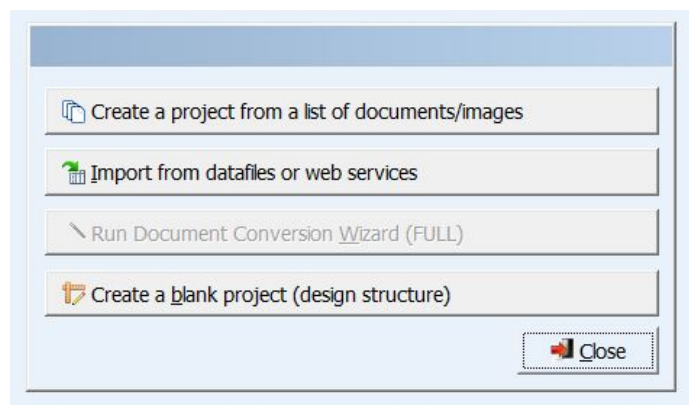 Create a project from a list of documents/images
Import from datafiles or web services
Run Document Conversion Wizard (FULL)
Create a blank project (design structure)
Close